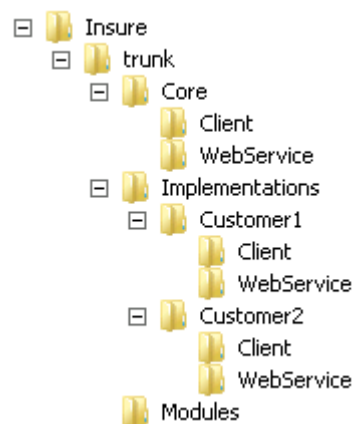 Insure
trunk
Core
Client
WebService
Implementations
Customer1
Client
WebService
Customer2
Client
WebService
Modules